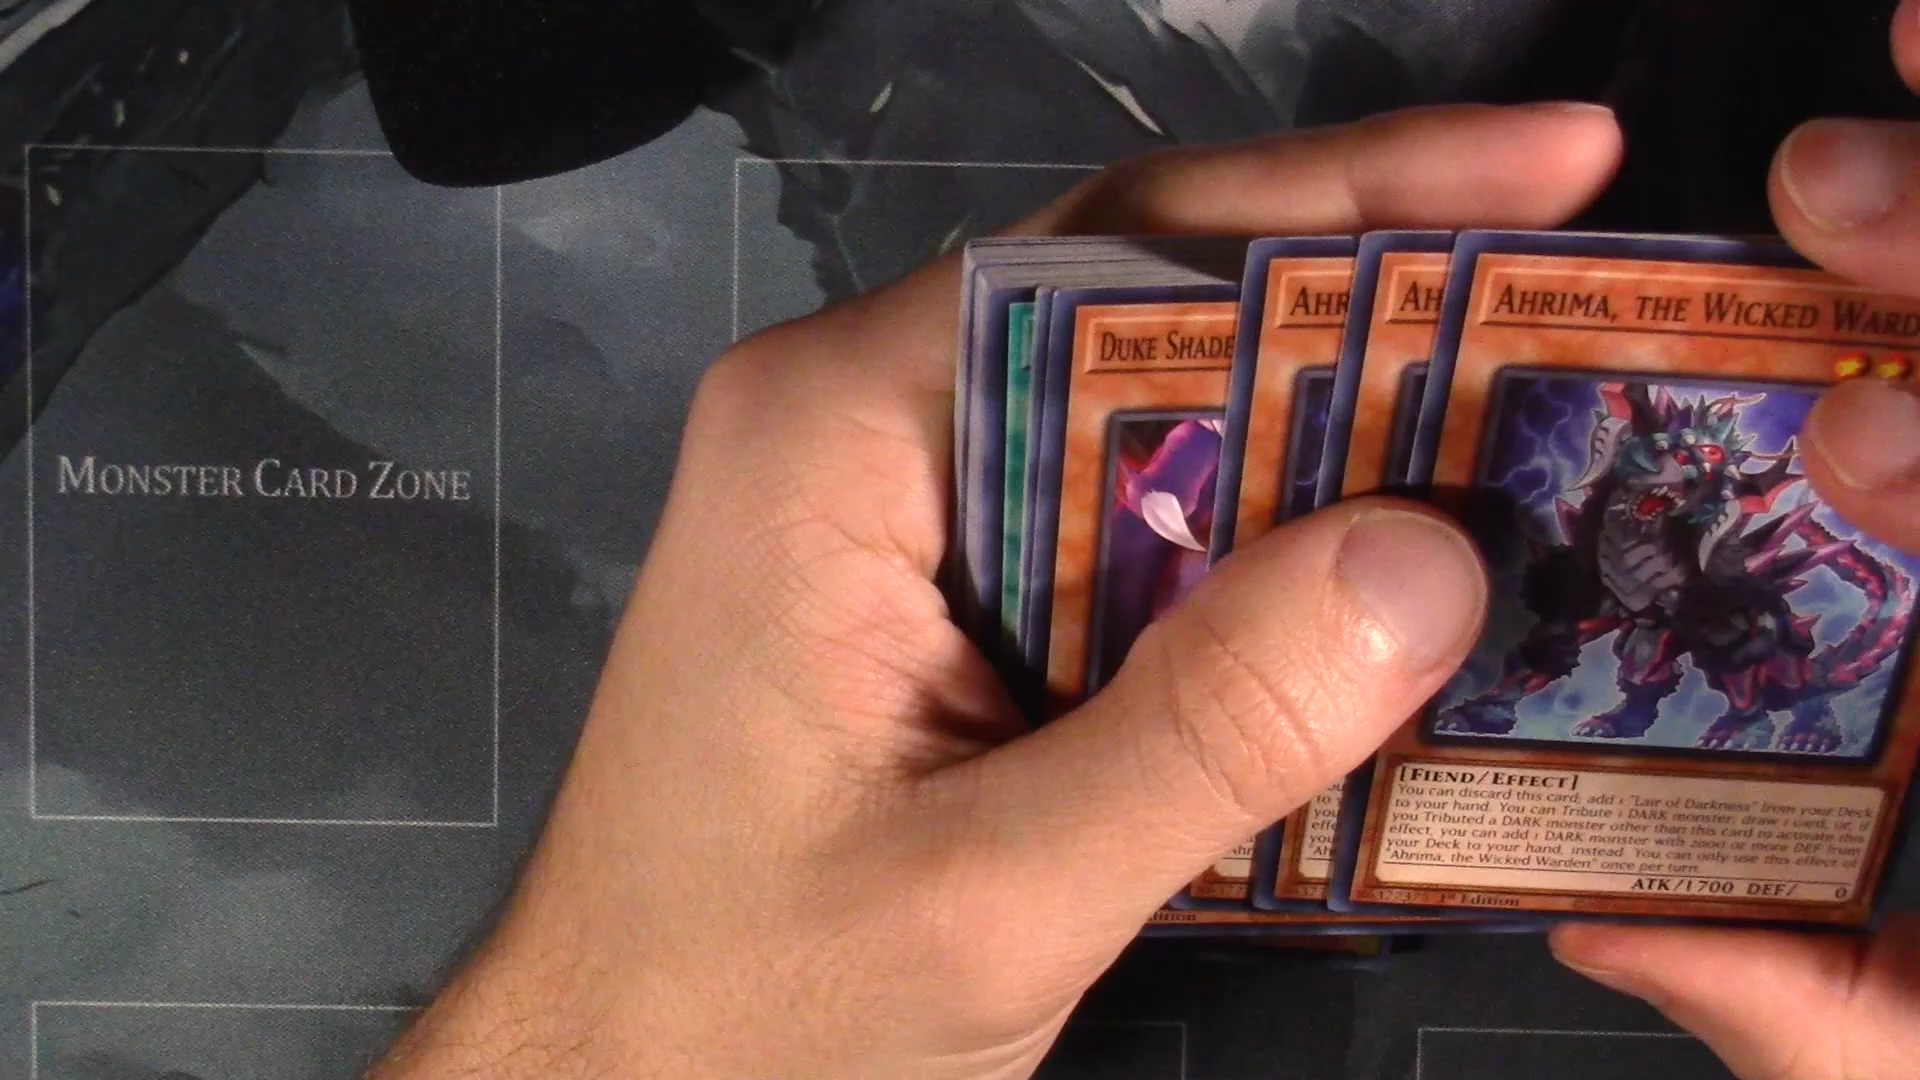 MONSTER CARD ZONE
DUKE SHADE
AHR
AH
AHRIMA, THE WICKED WARD
[FIEND/EFFECT]
You can discard this card; add 1 "Lair of Darkness" from your Deck
to your hand. You can Tribute 1 DARK monster; draw 1 card, or, if
you Tributed a DARK monster other than this card to activate this
effect, you can add 1 DARK monster with 2000 or more DEF from
your Deck to your hand, instead. You can only use this effect of
"Ahrima, the Wicked Warden" once per turn.
ATK/1700 DEF/ 0
86377375 1st Edition